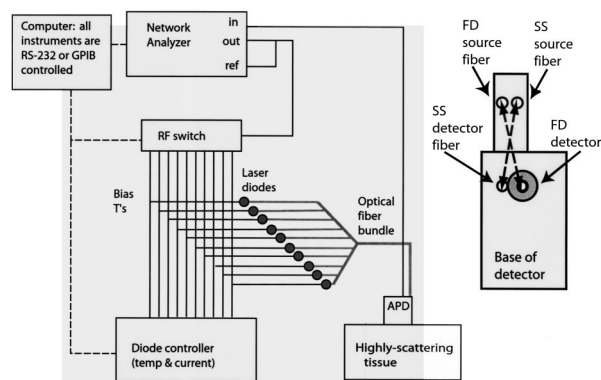 Computer: all
instruments are
RS-232 or GPIB
controlled
Network
Analyzer
in
out
ref
RF switch
Bias
T's
Laser
diodes
Optical
fiber
bundle
APD
Diode controller
(temp & current)
Highly-scattering
tissue
FD
source
fiber
SS
source
fiber
SS
detector
fiber
FD
detector
Base of
detector